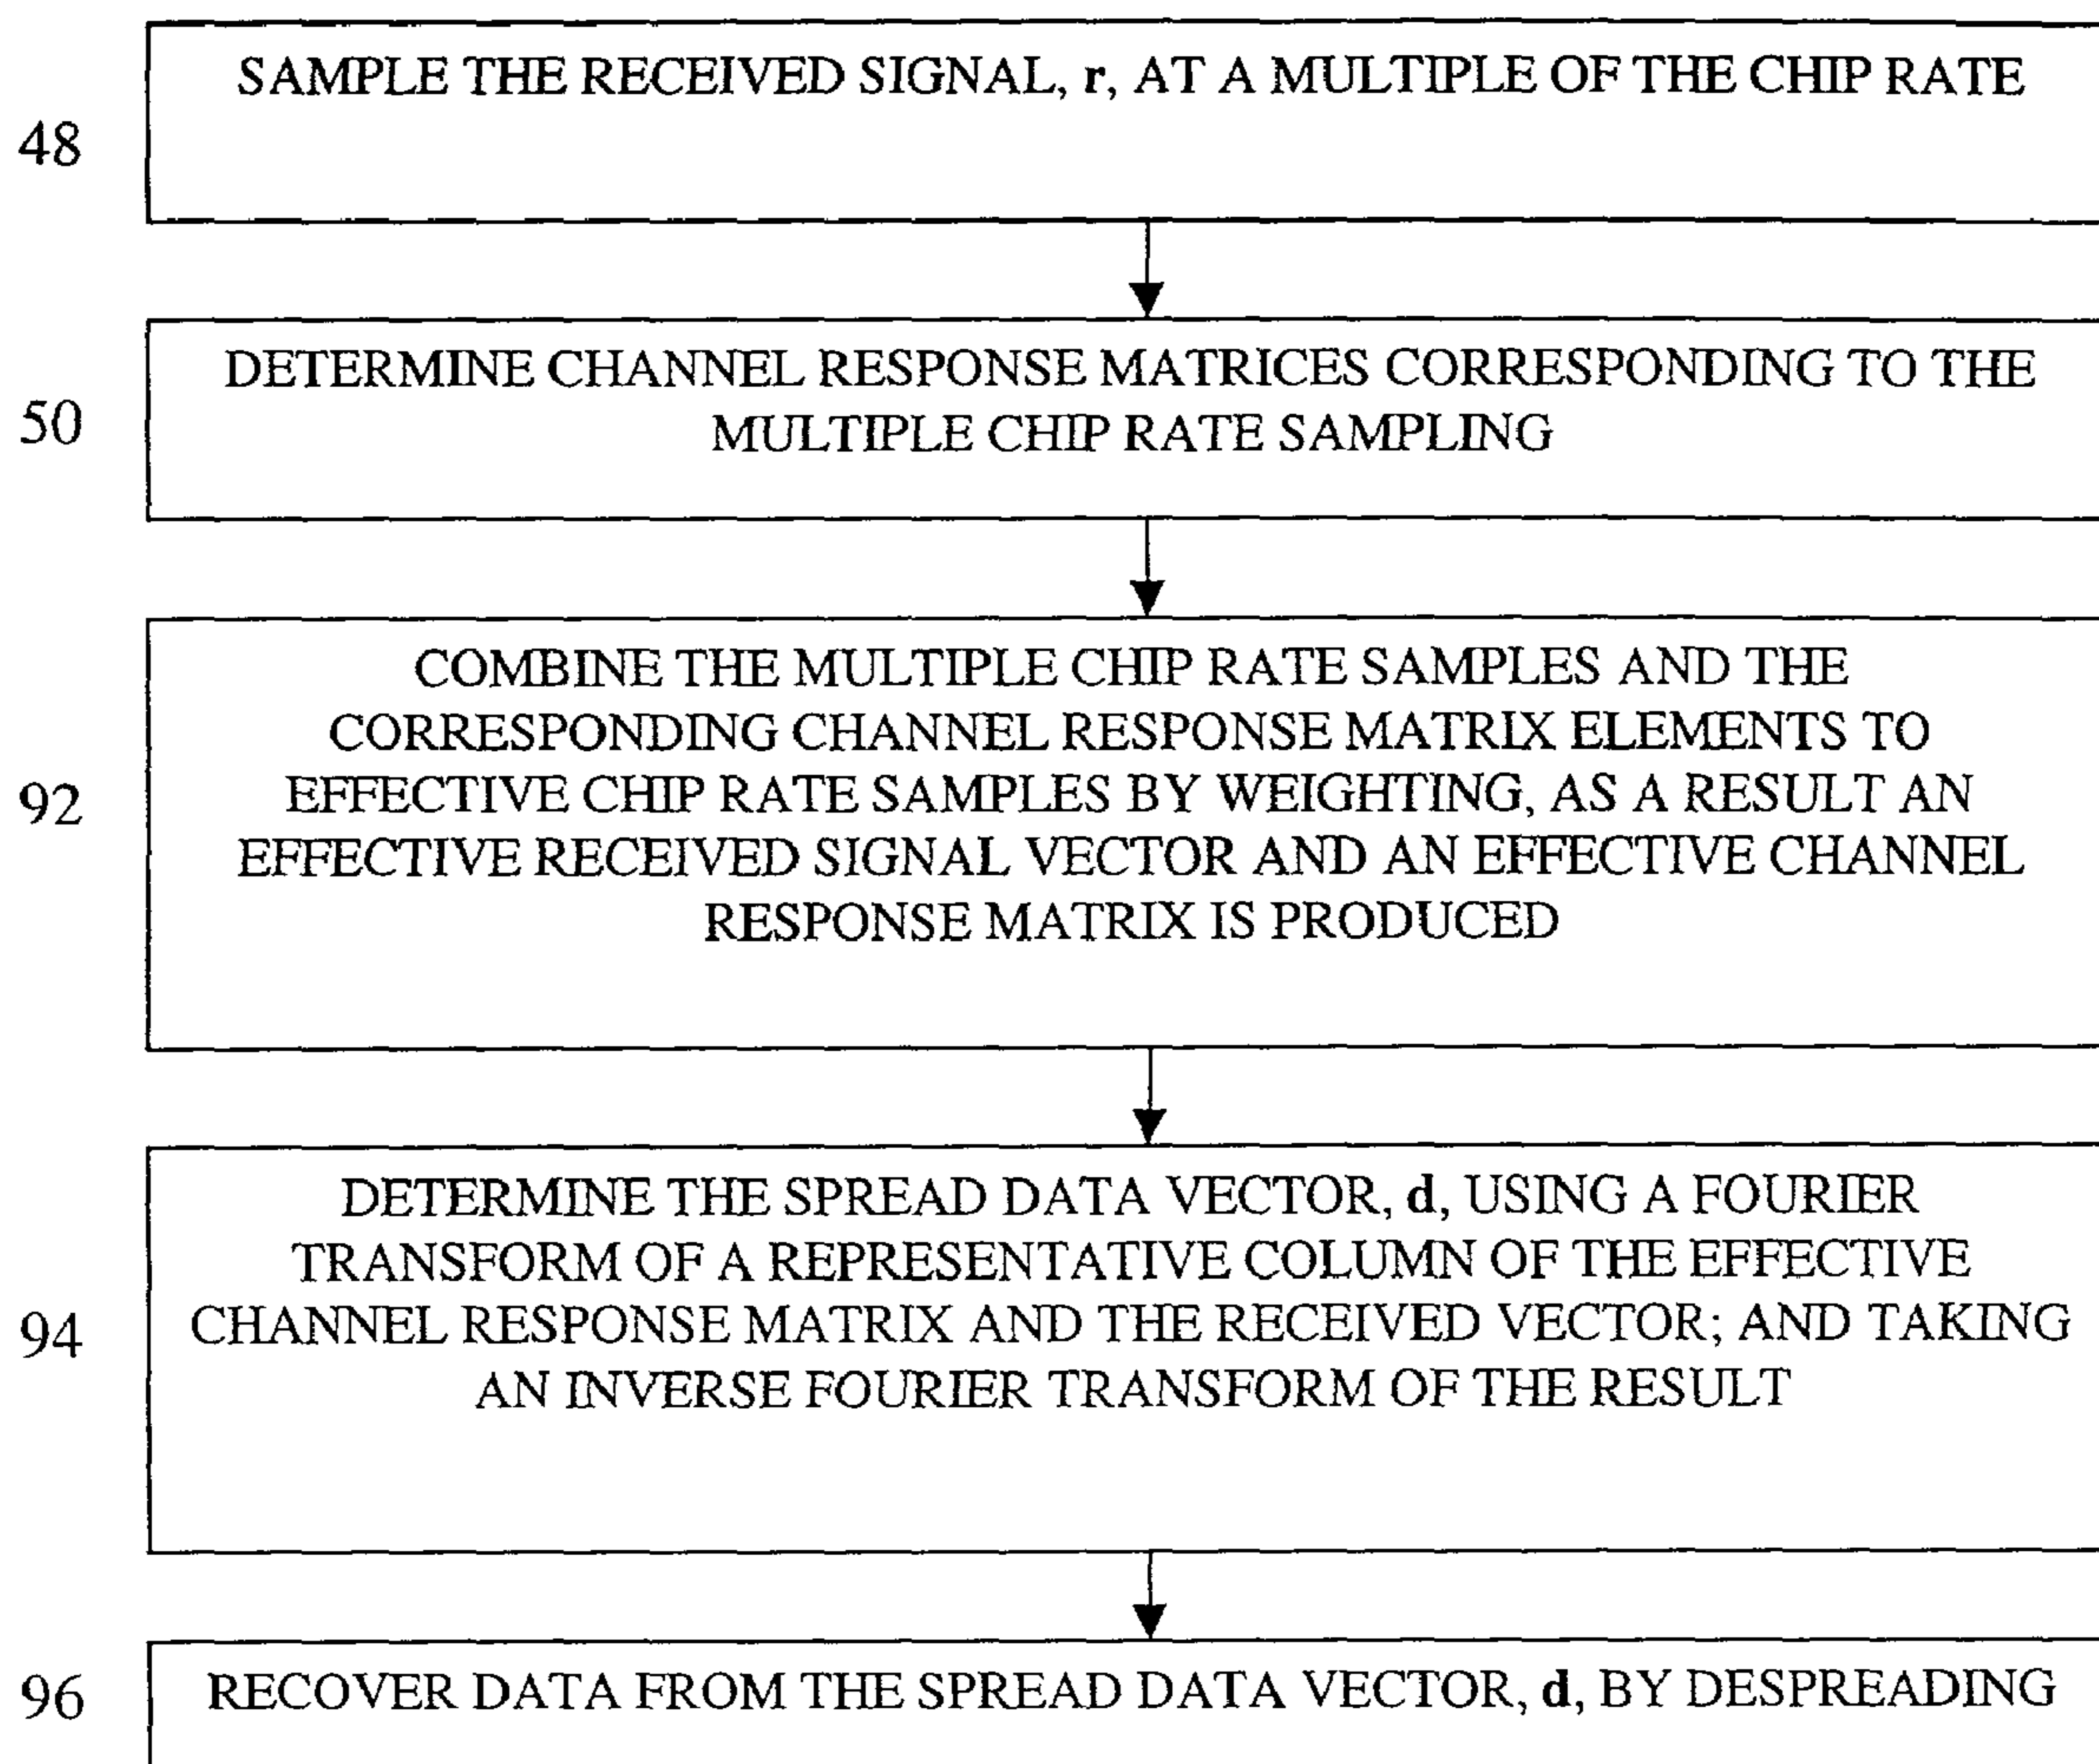 SAMPLE THE RECEIVED SIGNAL, r, AT A MULTIPLE OF THE CHIP RATE
48
DETERMINE CHANNEL RESPONSE MATRICES CORRESPONDING TO THE
MULTIPLE CHIP RATE SAMPLING
50
COMBINE THE MULTIPLE CHIP RATE SAMPLES AND THE
CORRESPONDING CHANNEL RESPONSE MATRIX ELEMENTS TO
EFFECTIVE CHIP RATE SAMPLES BY WEIGHTING, AS A RESULT AN
EFFECTIVE RECEIVED SIGNAL VECTOR AND AN EFFECTIVE CHANNEL
RESPONSE MATRIX IS PRODUCED
92
DETERMINE THE SPREAD DATA VECTOR, d, USING A FOURIER
TRANSFORM OF A REPRESENTATIVE COLUMN OF THE EFFECTIVE
CHANNEL RESPONSE MATRIX AND THE RECEIVED VECTOR; AND TAKING
AN INVERSE FOURIER TRANSFORM OF THE RESULT
94
RECOVER DATA FROM THE SPREAD DATA VECTOR, d, BY DESPREADING
96